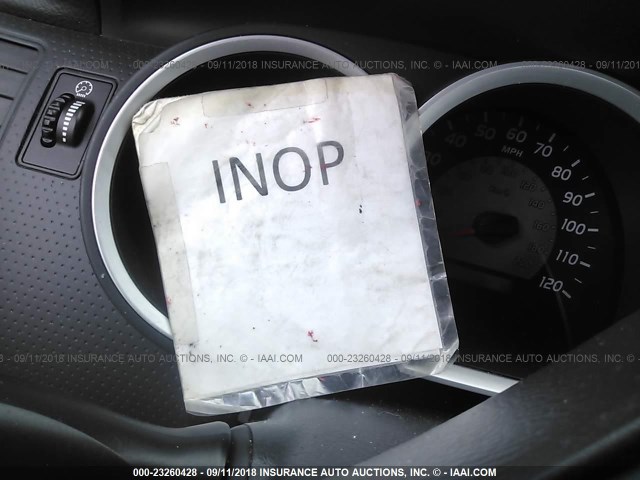 000-23260428 - 09/11/2018 INSURANCE AUTO AUCTIONS, INC. © - IAAI.COM
INOP
50
60
70
80
90
100
110
120
MPH
000-23260428 - 09/11/2018 INSURANCE AUTO AUCTIONS, INC. © - IAAI.COM
000-23260428 - 09/11/2018 INSURANCE AUTO AUCTIONS, INC. © - IAAI.COM